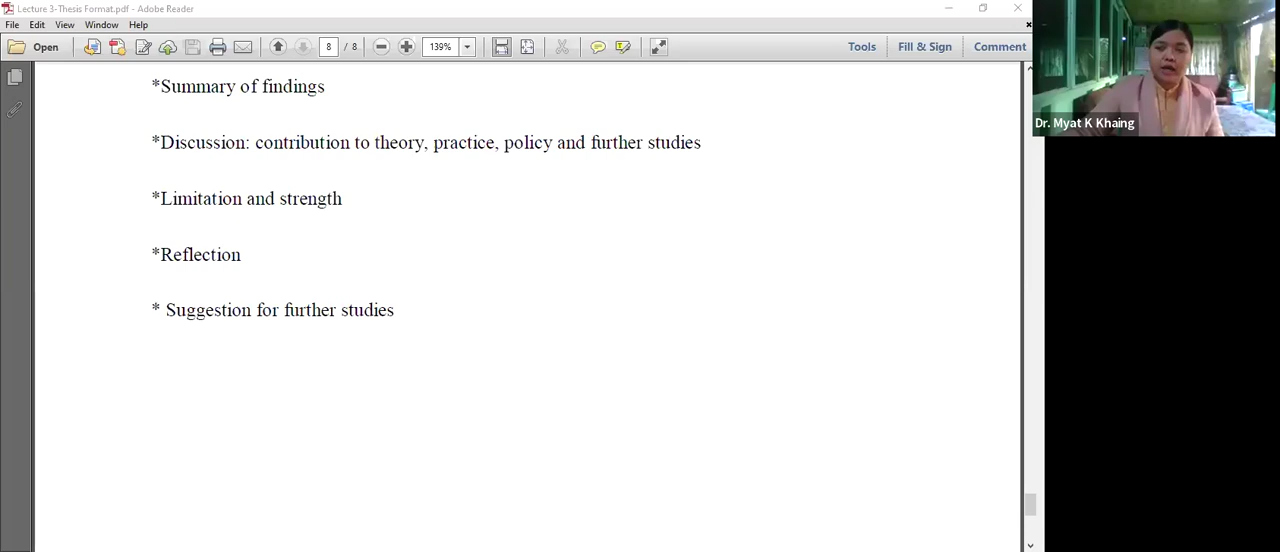 Lecture 3-Thesis Format.pdf - Adobe Reader
File Edit View Window Help
Open 8 / 8 139% Tools Fill & Sign Comment
*Summary of findings
*Discussion: contribution to theory, practice, policy and further studies
*Limitation and strength
*Reflection
* Suggestion for further studies
Dr. Myat K Khaing